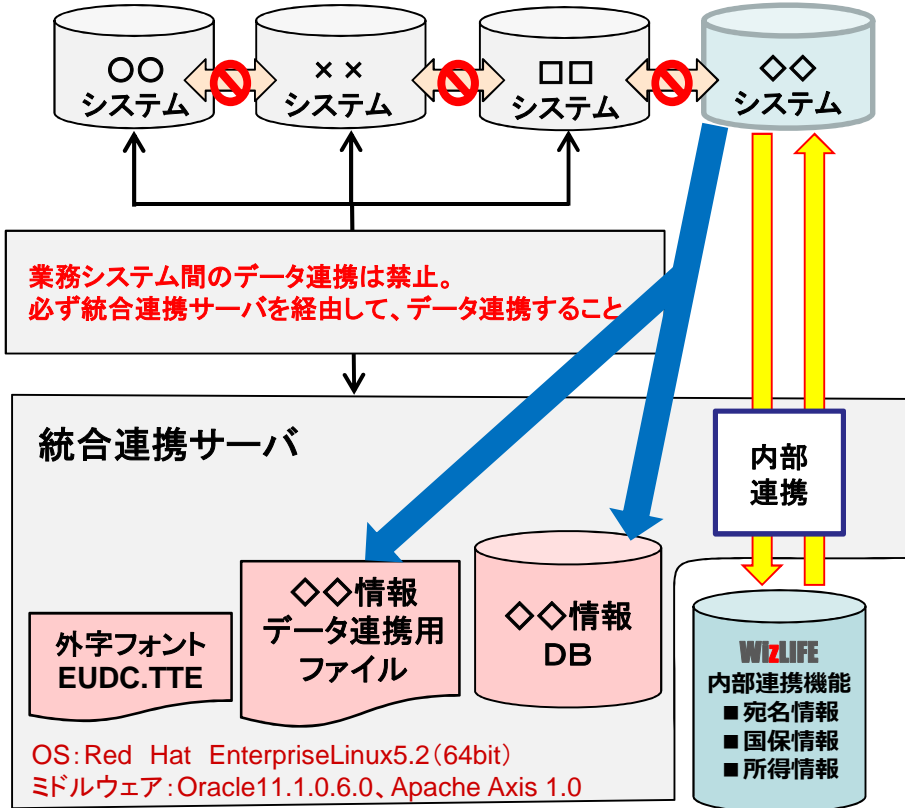 ○○
システム
××
システム
□□
システム
◇◇
システム
業務システム間のデータ連携は禁止。
必ず統合連携サーバを経由して、データ連携すること
統合連携サーバ
内部
連携
外字フォント
EUDC.TTE
◇◇情報
データ連携用
ファイル
◇◇情報
DB
WIzLIFE
内部連携機能
■宛名情報
■国保情報
■所得情報
OS:Red Hat EnterpriseLinux5.2(64bit)
ミドルウェア:Oracle11.1.0.6.0、Apache Axis 1.0